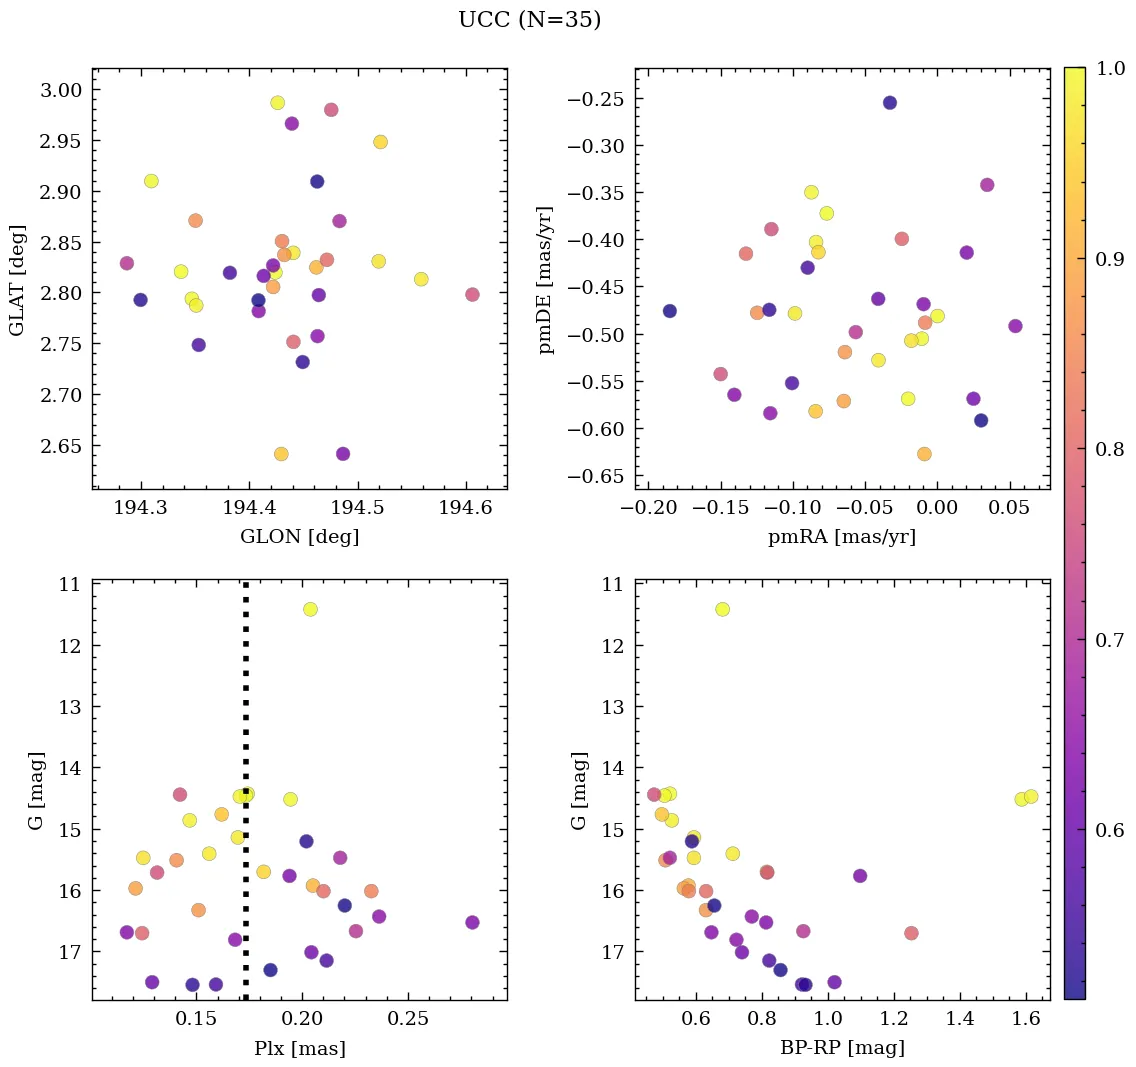 UCC (N=35)
3.00
2.95
2.90
2.85
2.80
2.75
2.70
2.65
GLAT [deg]
194.3 194.4 194.5 194.6
GLON [deg]
−0.25
−0.30
−0.35
−0.40
−0.45
−0.50
−0.55
−0.60
−0.65
pmDE [mas/yr]
−0.20 −0.15 −0.10 −0.05 0.00 0.05
pmRA [mas/yr]
1.0
0.9
0.8
0.7
0.6
11
12
13
14
15
16
17
G [mag]
0.15 0.20 0.25
Plx [mas]
11
12
13
14
15
16
17
G [mag]
0.6 0.8 1.0 1.2 1.4 1.6
BP-RP [mag]